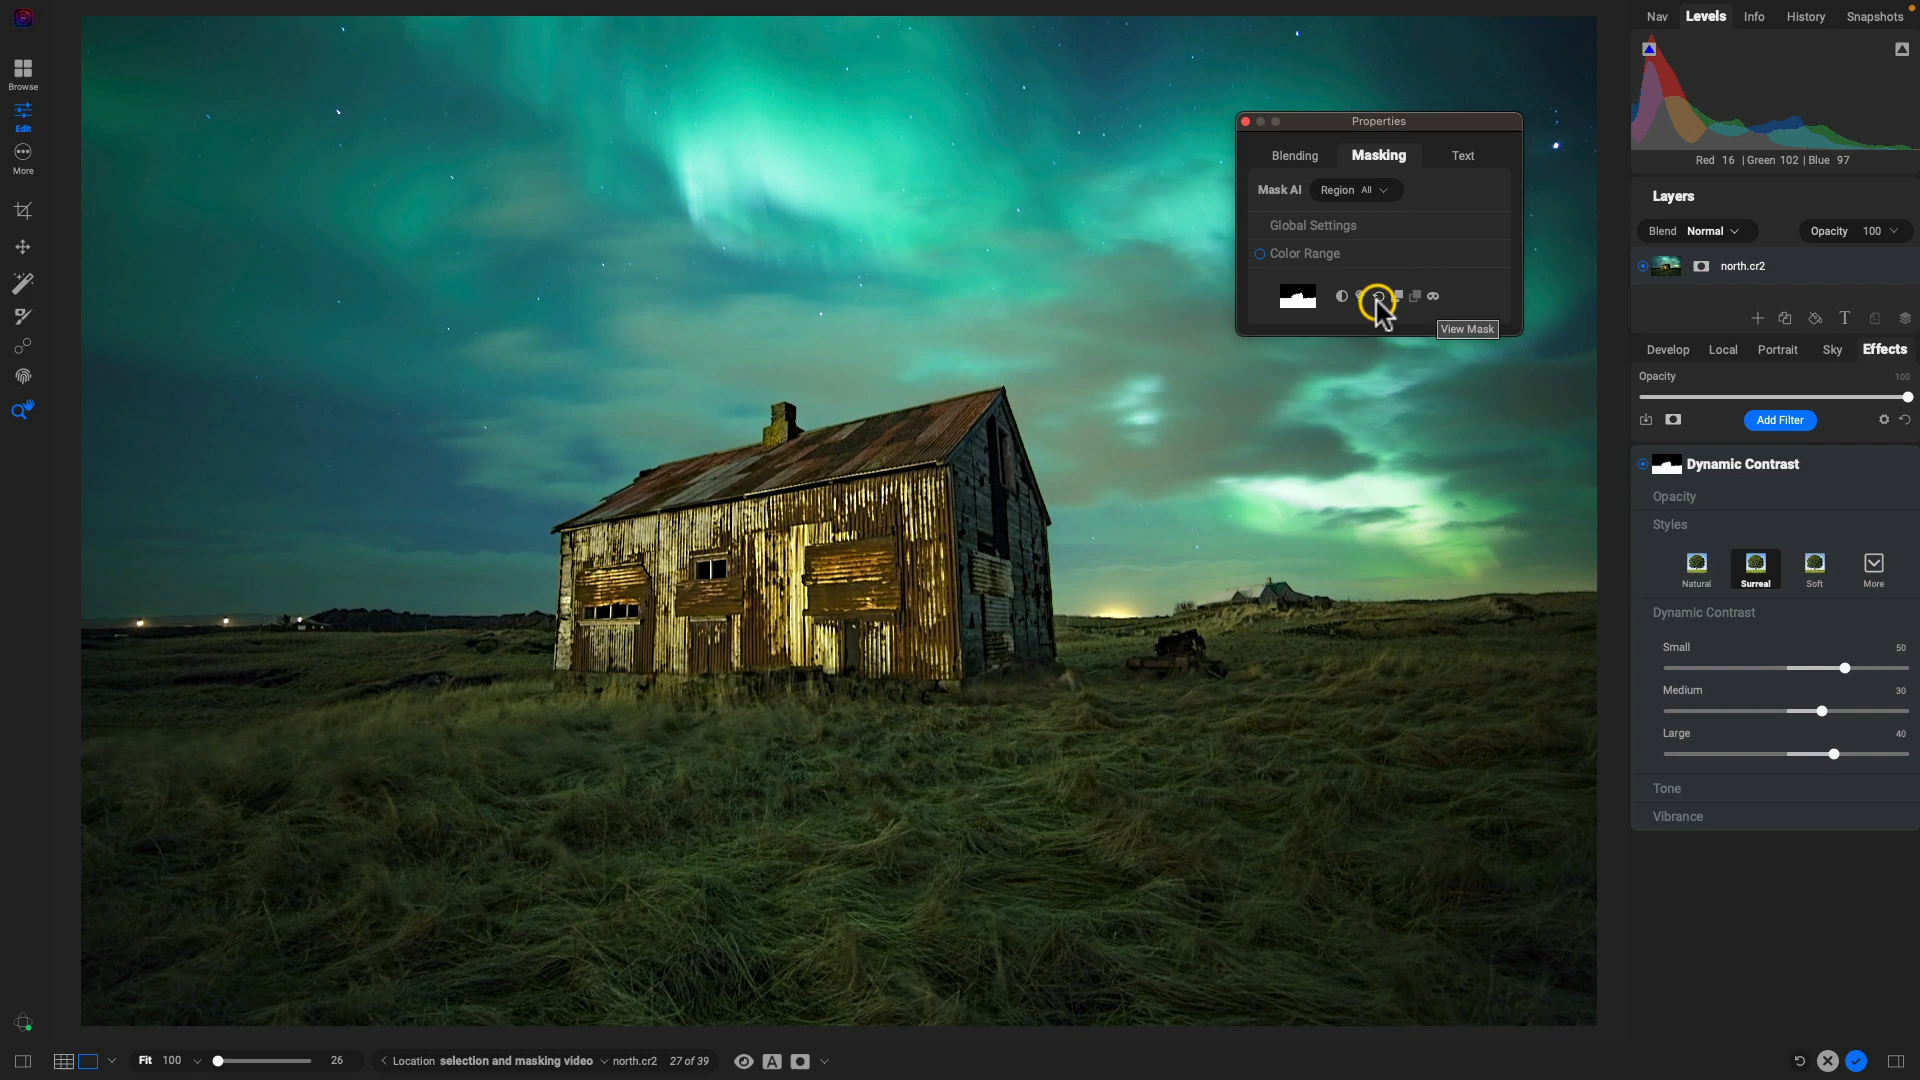 Browse
Edit
More
Nav Levels Info History Snapshots
Red 16 | Green 102 | Blue 97
Properties
Blending Masking Text
Mask AI Region All
Global Settings
Color Range
View Mask
Layers
Blend Normal Opacity 100
north.cr2
T
Develop Local Portrait Sky Effects
Opacity 100
Add Filter
Dynamic Contrast
Opacity
Styles
Natural Surreal Soft More
Dynamic Contrast
Small 50
Medium 30
Large 40
Tone
Vibrance
Fit 100 26 Location selection and masking video north.cr2 27 of 39 A